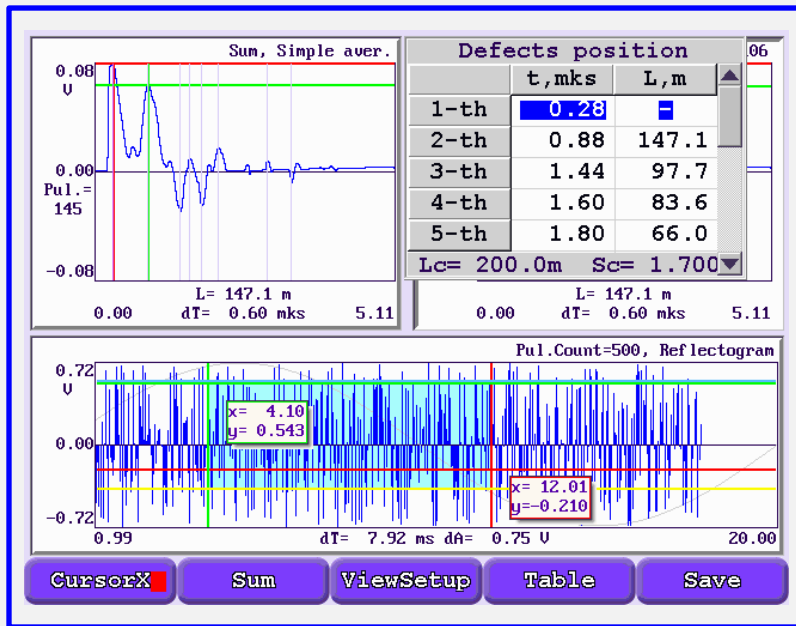 Sum, Simple aver.
0.08
V
0.00
Pul.=
145
-0.08
L= 147.1 m
0.00 dT= 0.60 mks 5.11
Defects position
t,mks L,m
1-th 0.28 -
2-th 0.88 147.1
3-th 1.44 97.7
4-th 1.60 83.6
5-th 1.80 66.0
Lc= 200.0m Sc= 1.700
06
L= 147.1 m
0.00 dT= 0.60 mks 5.11
Pul.Count=500, Reflectogram
0.72
V
0.00
-0.72
x= 4.10
y= 0.543
x= 12.01
y=-0.210
0.99 dT= 7.92 ms dA= 0.75 V 20.00
CursorX Sum ViewSetup Table Save